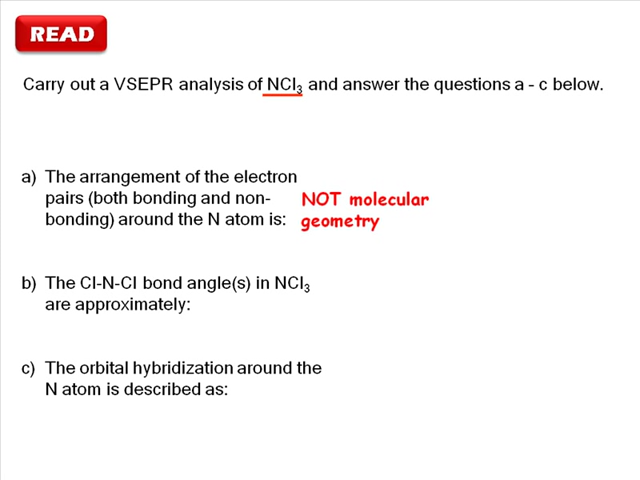 READ
Carry out a VSEPR analysis of NCl₃ and answer the questions a - c below.
a) The arrangement of the electron
pairs (both bonding and non-
bonding) around the N atom is:
NOT molecular
geometry
b) The Cl-N-Cl bond angle(s) in NCl₃
are approximately:
c) The orbital hybridization around the
N atom is described as: